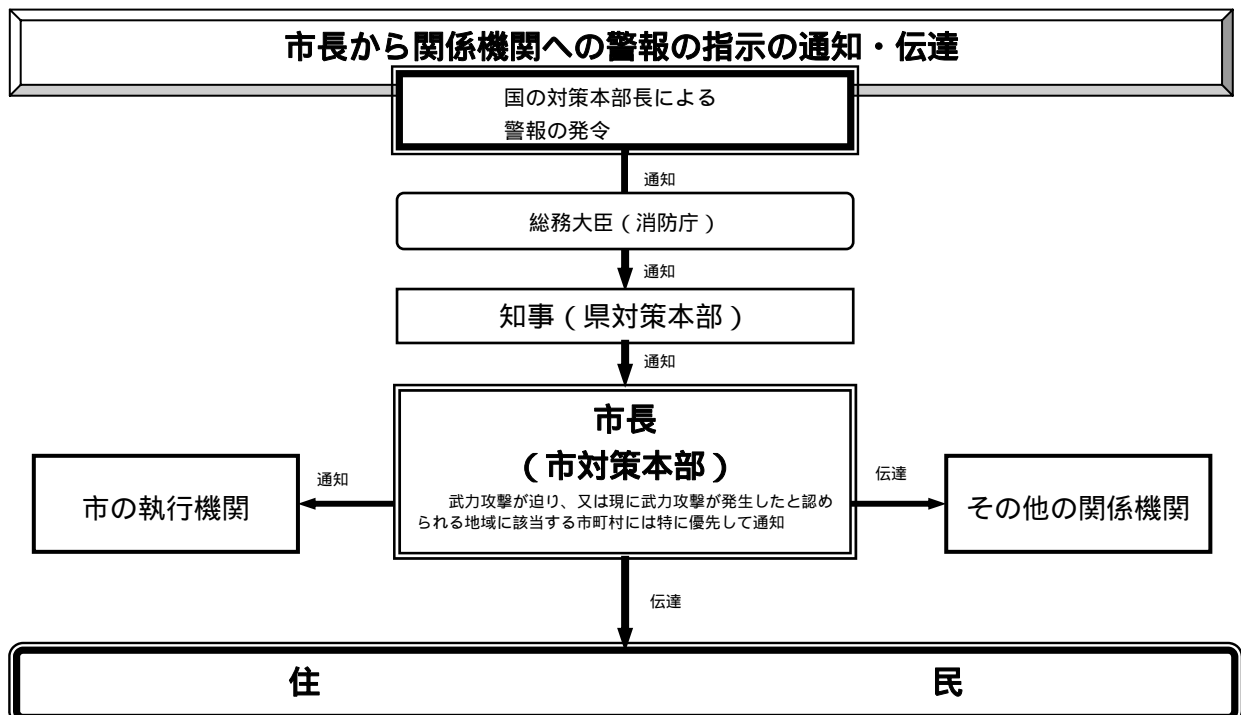 市長から関係機関への警報の指示の通知・伝達
国の対策本部長による
警報の発令
通知
総務大臣（消防庁）
通知
知事（県対策本部）
通知
市長
（市対策本部）
武力攻撃が迫り、又は現に武力攻撃が発生したと認め
られる地域に該当する市町村には特に優先して通知
通知
市の執行機関
伝達
その他の関係機関
伝達
住 民